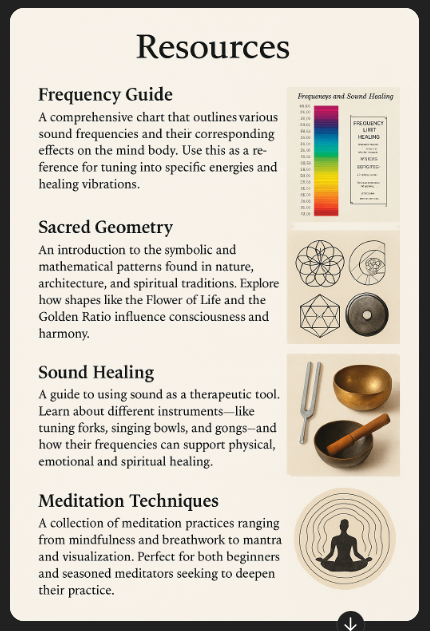 Resources
Frequency Guide
A comprehensive chart that outlines various
sound frequencies and their corresponding
effects on the mind body. Use this as a re-
ference for tuning into specific energies and
healing vibrations.
Frequneys and Sound Healing
FREQUENCY
LIMIT
HEALING
Sacred Geometry
An introduction to the symbolic and
mathematical patterns found in nature,
architecture, and spiritual traditions. Explore
how shapes like the Flower of Life and the
Golden Ratio influence consciousness and
harmony.
Sound Healing
A guide to using sound as a therapeutic tool.
Learn about different instruments—like
tuning forks, singing bowls, and gongs—and
how their frequencies can support physical,
emotional and spiritual healing.
Meditation Techniques
A collection of meditation practices ranging
from mindfulness and breathwork to mantra
and visualization. Perfect for both beginners
and seasoned meditators seeking to deepen
their practice.